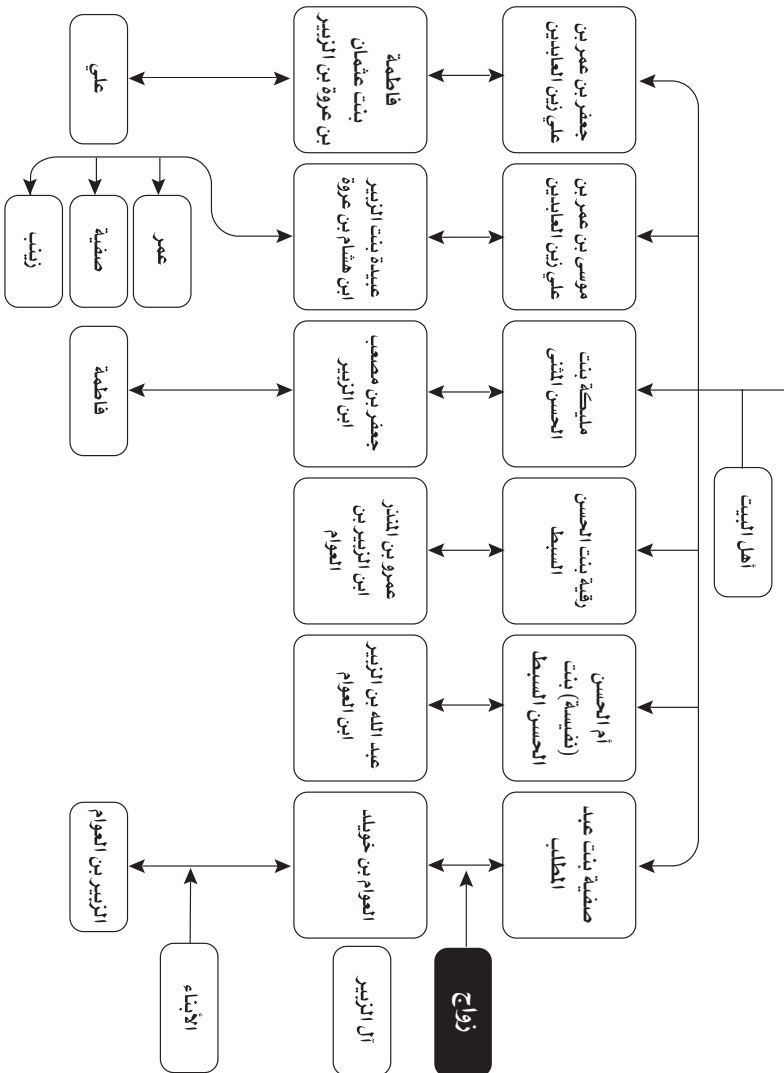 أهل البيت
صفية بنت عبد
المطلب
أم الحسن
(نفيسة) بنت
الحسن السبط
رقية بنت الحسن
السبط
مليكة بنت
الحسن المثنى
موسى بن عمر بن
علي زين العابدين
جعفر بن عمر بن
علي زين العابدين
زواج
آل الزبير
العوام بن خويلد
عبد الله بن الزبير
ابن العوام
عمرو بن المنذر
ابن الزبير بن
العوام
جعفر بن مصعب
ابن الزبير
عبيدة بنت الزبير
ابن هشام بن عروة
فاطمة
بنت عثمان
بن عروة بن الزبير
الأبناء
الزبير بن العوام
فاطمة
عمر
صفية
زينب
علي